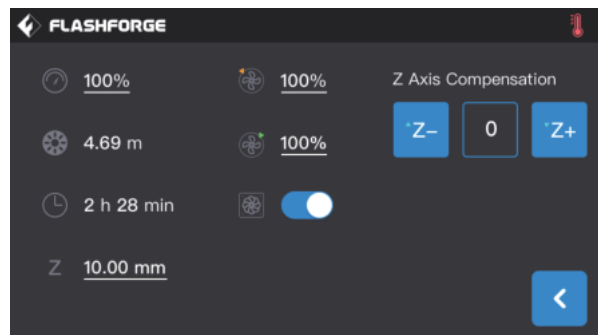 FLASHFORGE
100% 100% Z Axis Compensation
4.69 m 100% Z− 0 Z+
2 h 28 min
Z 10.00 mm